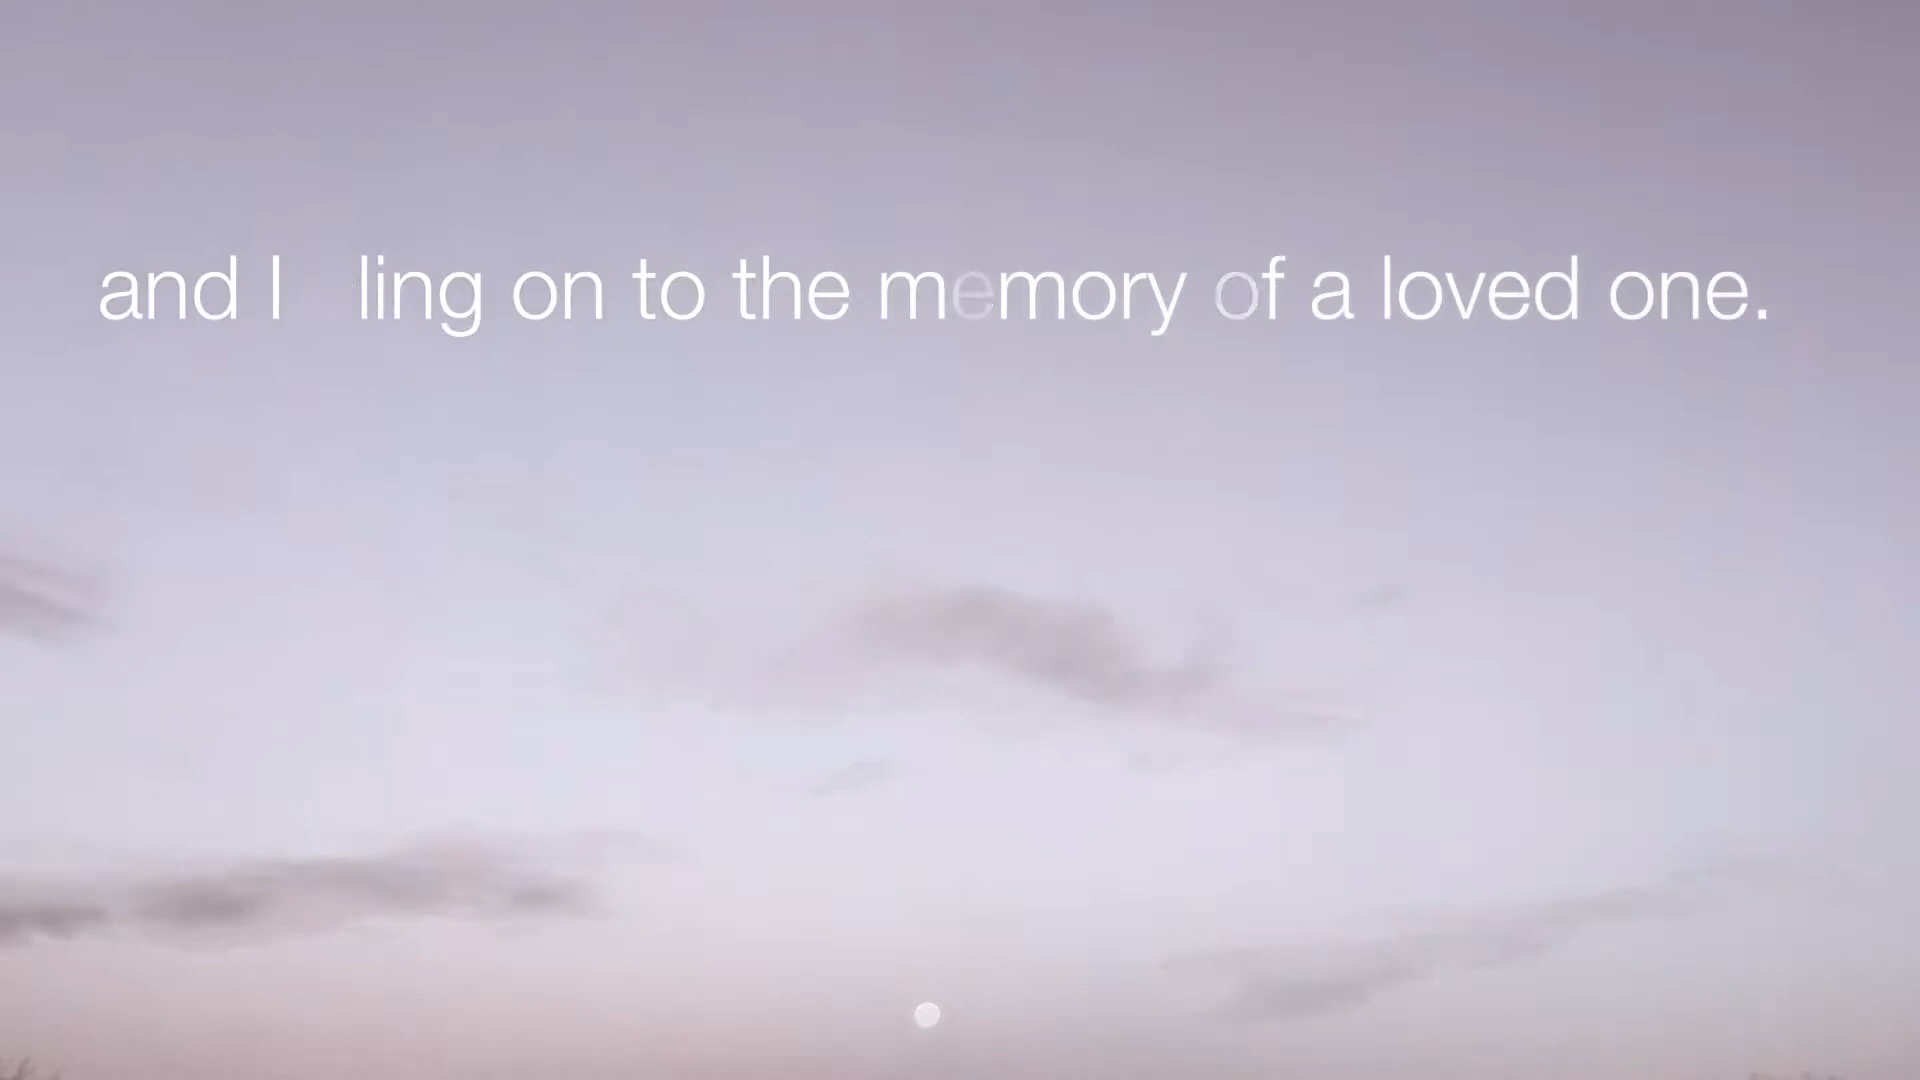 and I ling on to the memory of a loved one.